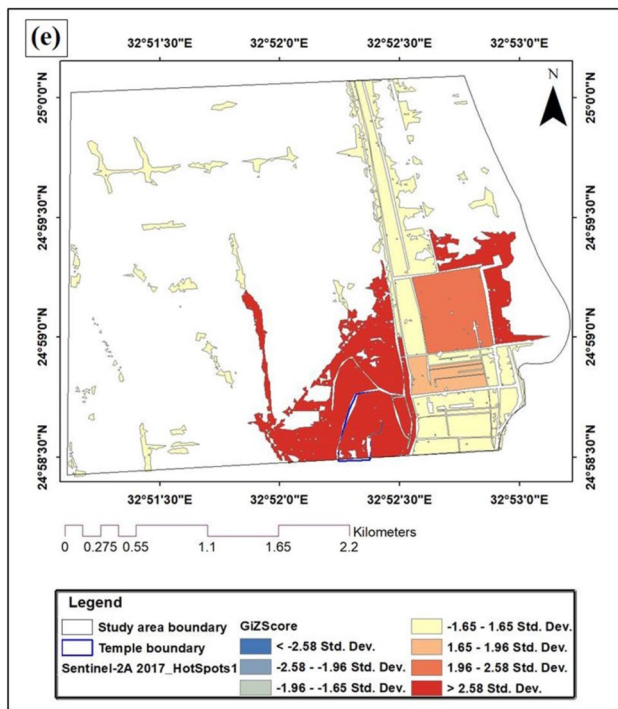 (e)
32°51'30"E 32°52'0"E 32°52'30"E 32°53'0"E
25°0'0"N 25°0'0"N
N
24°59'30"N 24°59'30"N
24°59'0"N 24°59'0"N
24°58'30"N 24°58'30"N
32°51'30"E 32°52'0"E 32°52'30"E 32°53'0"E
Kilometers
0 0.275 0.55 1.1 1.65 2.2
Legend
Study area boundary
Temple boundary
Sentinel-2A 2017_HotSpots1
GiZScore
< -2.58 Std. Dev.
-2.58 - -1.96 Std. Dev.
-1.96 - -1.65 Std. Dev.
-1.65 - 1.65 Std. Dev.
1.65 - 1.96 Std. Dev.
1.96 - 2.58 Std. Dev.
> 2.58 Std. Dev.